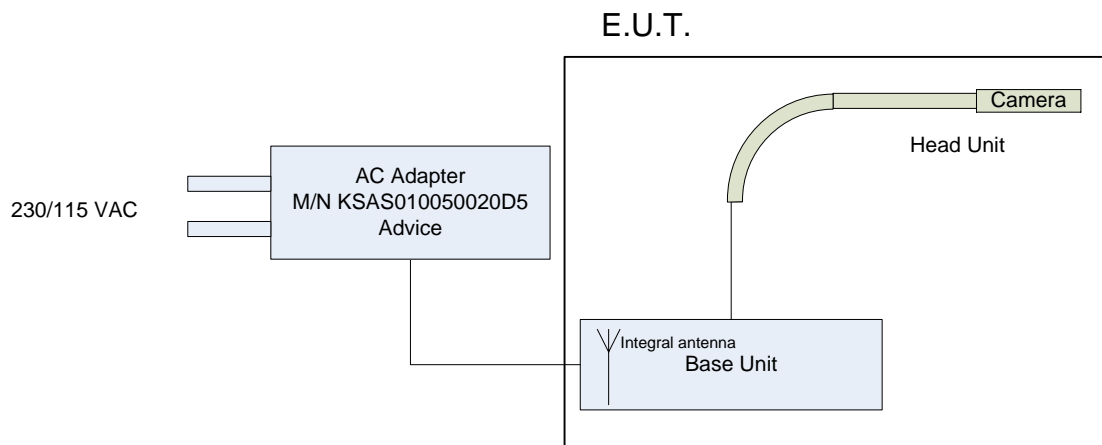 E.U.T.
Camera
Head Unit
AC Adapter
M/N KSAS010050020D5
Advice
230/115 VAC
Integral antenna
Base Unit